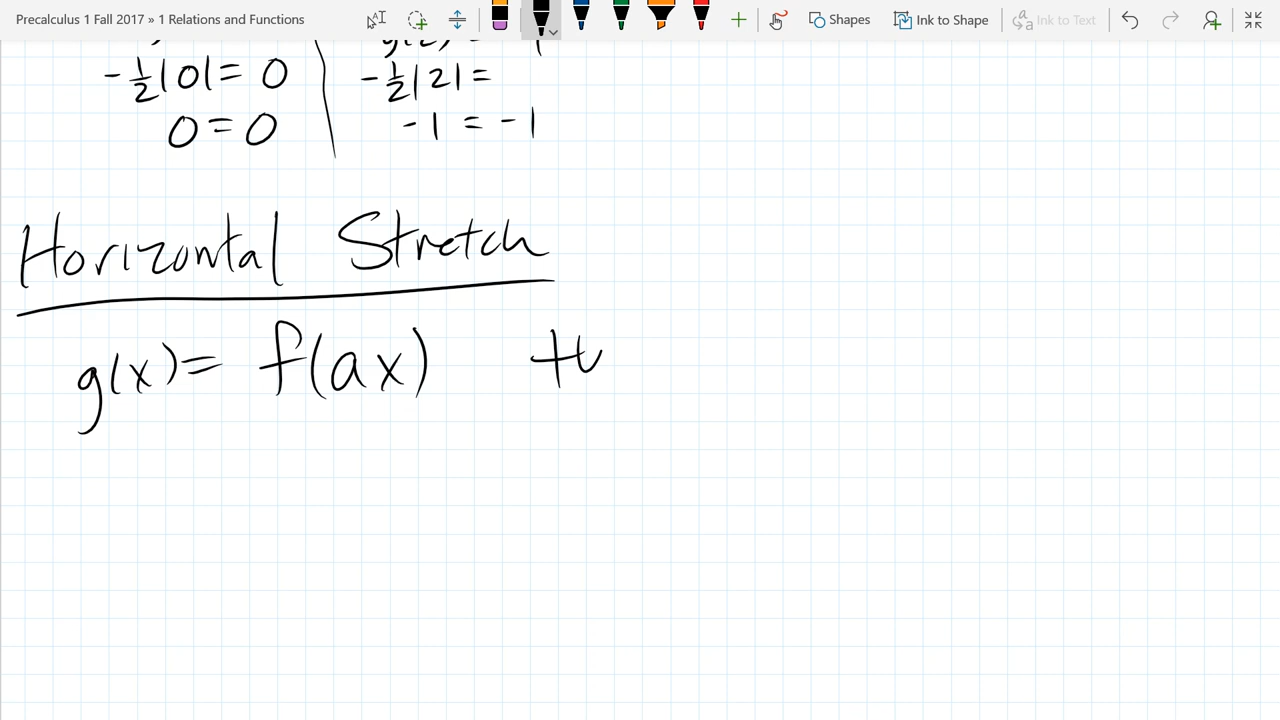 Precalculus 1 Fall 2017 » 1 Relations and Functions
Shapes
Ink to Shape
Ink to Text
-½|0| = 0
-½|2| =
0 = 0
-1 = -1
Horizontal Stretch
g(x) = f(ax)